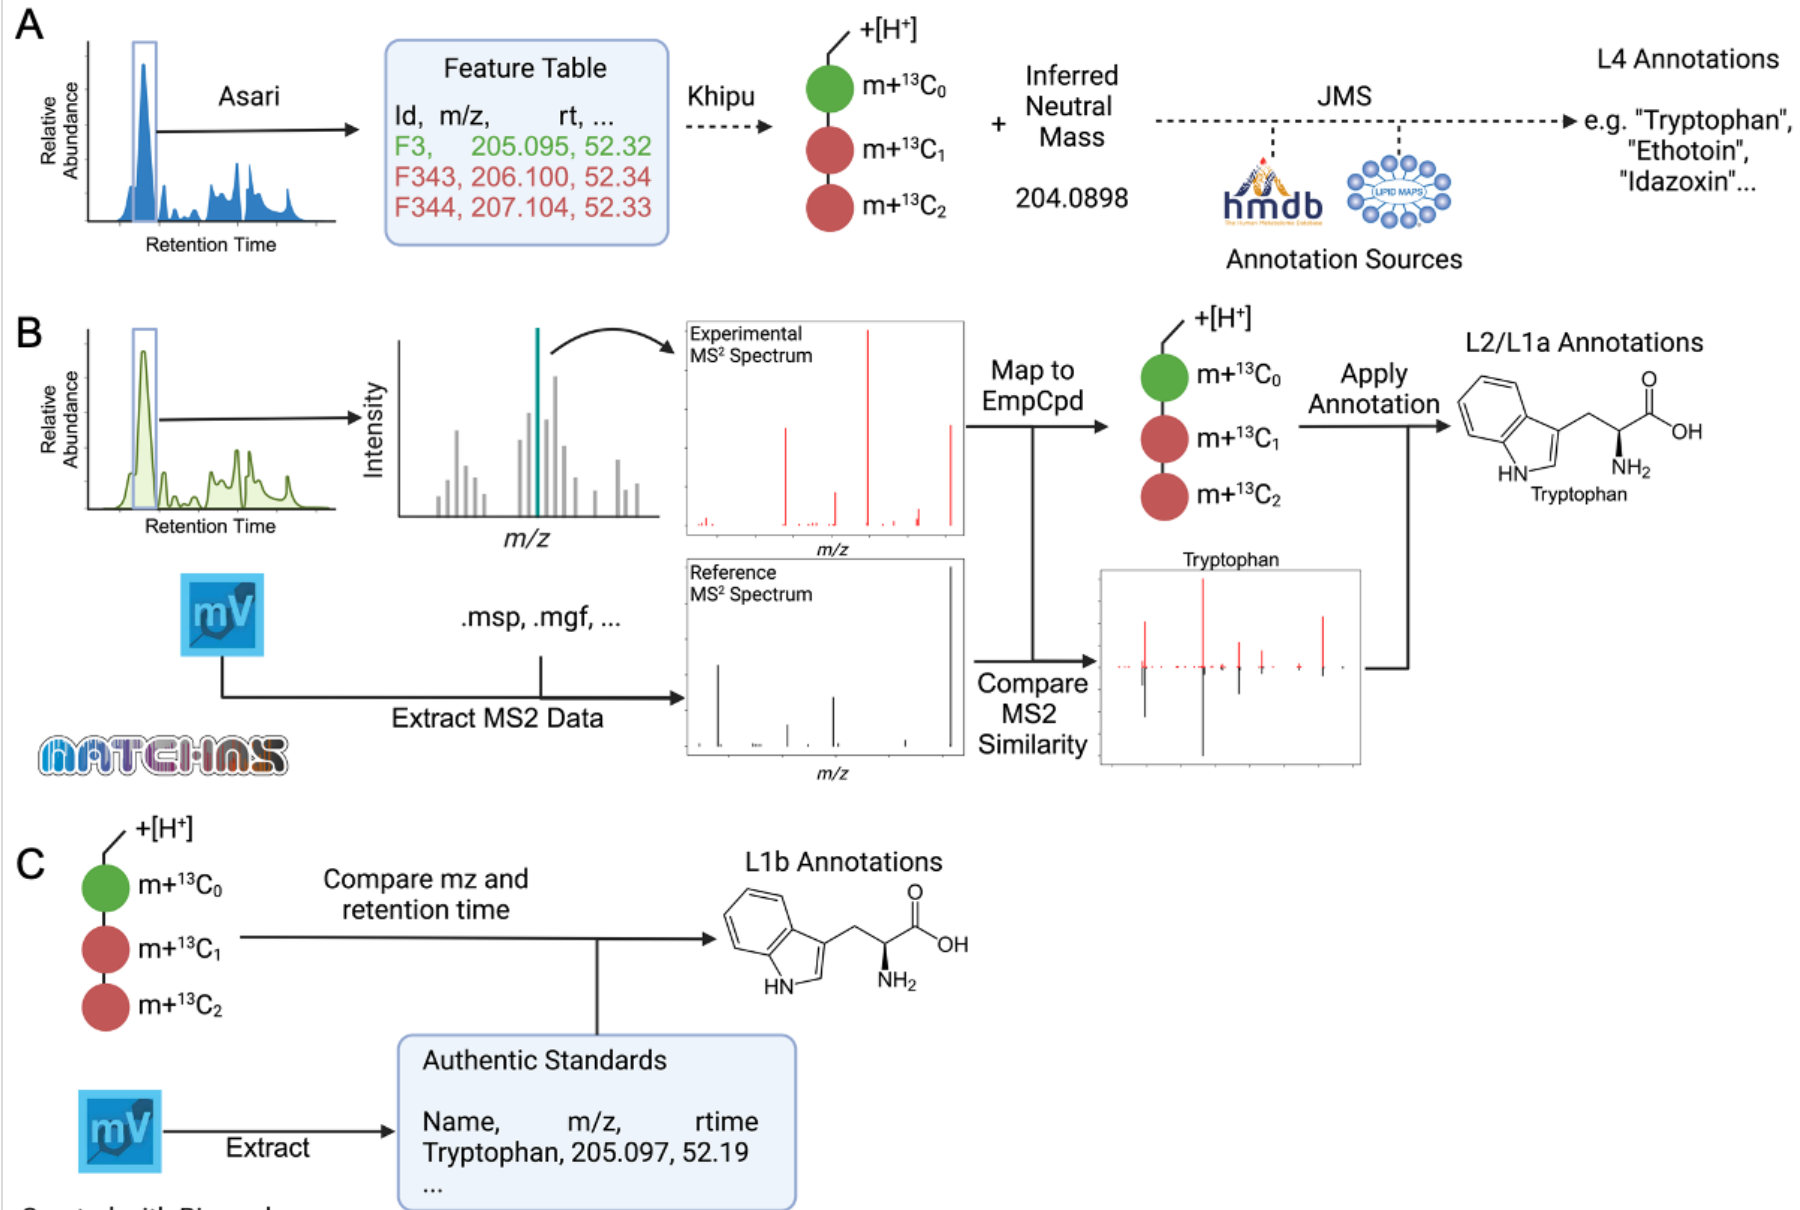 A
Relative
Abundance
Retention Time
Asari
Feature Table
Id, m/z, rt, ...
F3, 205.095, 52.32
F343, 206.100, 52.34
F344, 207.104, 52.33
Khipu
+[H⁺]
m+¹³C₀
m+¹³C₁
m+¹³C₂
+
Inferred
Neutral
Mass
204.0898
JMS
hmdb
The Human Metabolome Database
LIPID MAPS
Annotation Sources
L4 Annotations
e.g. "Tryptophan",
"Ethotoin",
"Idazoxin"...
B
Relative
Abundance
Retention Time
Intensity
m/z
Experimental
MS² Spectrum
m/z
Map to
EmpCpd
+[H⁺]
m+¹³C₀
m+¹³C₁
m+¹³C₂
Apply
Annotation
L2/L1a Annotations
O
OH
NH₂
HN
Tryptophan
mV
.msp, .mgf, ...
Extract MS2 Data
MATCHMS
Reference
MS² Spectrum
m/z
Compare
MS2
Similarity
Tryptophan
C
+[H⁺]
m+¹³C₀
m+¹³C₁
m+¹³C₂
Compare mz and
retention time
L1b Annotations
O
OH
NH₂
HN
mV
Extract
Authentic Standards
Name, m/z, rtime
Tryptophan, 205.097, 52.19
...